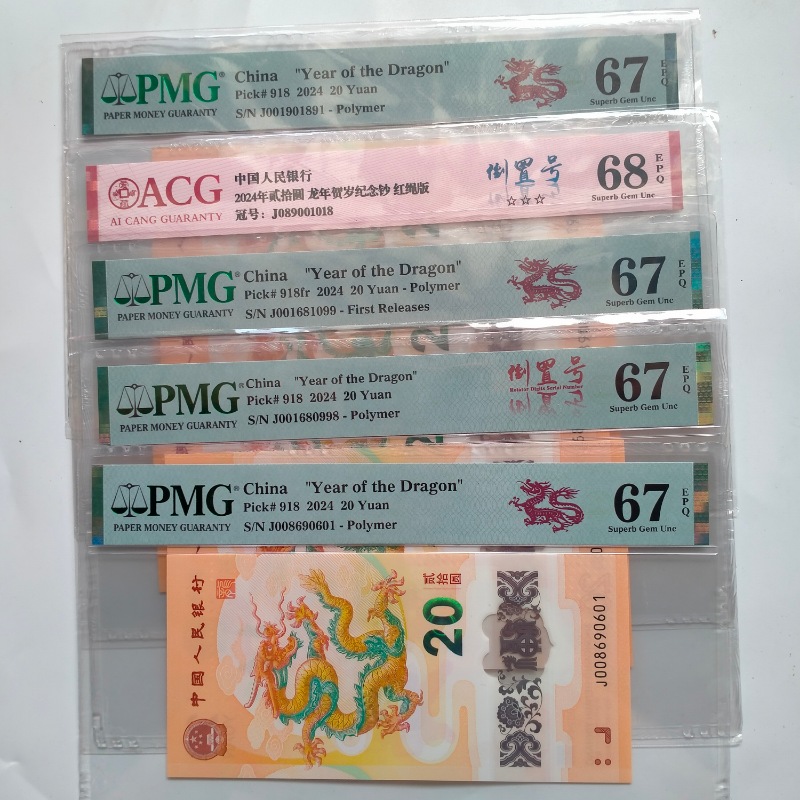 PMG
PAPER MONEY GUARANTY
China "Year of the Dragon"
Pick# 918 2024 20 Yuan
S/N J001901891 - Polymer
67 EPQ
Superb Gem Unc
ACG
AI CANG GUARANTY
中国人民银行
2024年贰拾圆 龙年贺岁纪念钞 红绳版
冠号：J089001018
倒置号
☆☆☆
68 EPQ
Superb Gem Unc
PMG
PAPER MONEY GUARANTY
China "Year of the Dragon"
Pick# 918fr 2024 20 Yuan - Polymer
S/N J001681099 - First Releases
67 EPQ
Superb Gem Unc
PMG
PAPER MONEY GUARANTY
China "Year of the Dragon"
Pick# 918 2024 20 Yuan
S/N J001680998 - Polymer
倒置号
Rotator Digits Serial Number
67 EPQ
Superb Gem Unc
PMG
PAPER MONEY GUARANTY
China "Year of the Dragon"
Pick# 918 2024 20 Yuan
S/N J008690601 - Polymer
67 EPQ
Superb Gem Unc
中國人民銀行
贰拾圆
20
J008690601